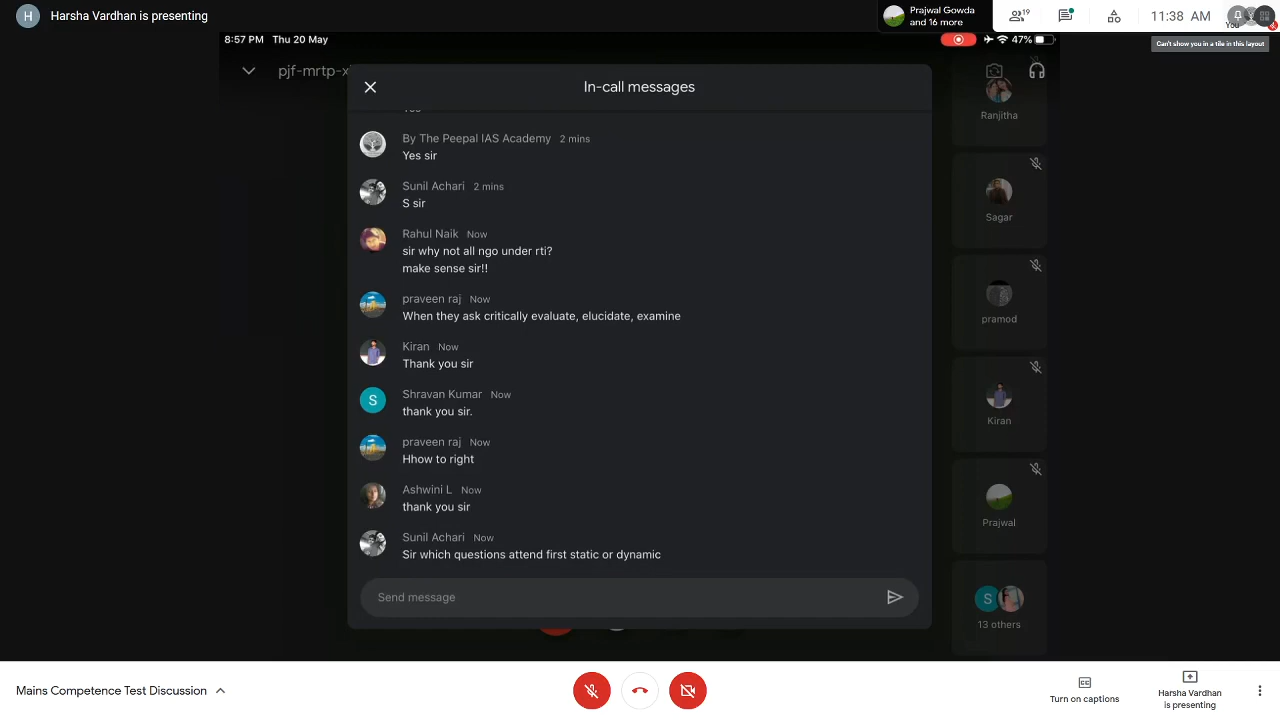 H Harsha Vardhan is presenting
Prajwal Gowda
and 16 more
19
11:38 AM
You
Can't show you in a tile in this layout
8:57 PM Thu 20 May
47%
pjf-mrtp-x
In-call messages
By The Peepal IAS Academy 2 mins
Yes sir
Sunil Achari 2 mins
S sir
Rahul Naik Now
sir why not all ngo under rti?
make sense sir!!
praveen raj Now
When they ask critically evaluate, elucidate, examine
Kiran Now
Thank you sir
S Shravan Kumar Now
thank you sir.
praveen raj Now
Hhow to right
Ashwini L Now
thank you sir
Sunil Achari Now
Sir which questions attend first static or dynamic
Send message
Ranjitha
Sagar
pramod
Kiran
Prajwal
S
13 others
Mains Competence Test Discussion
Turn on captions
Harsha Vardhan
is presenting